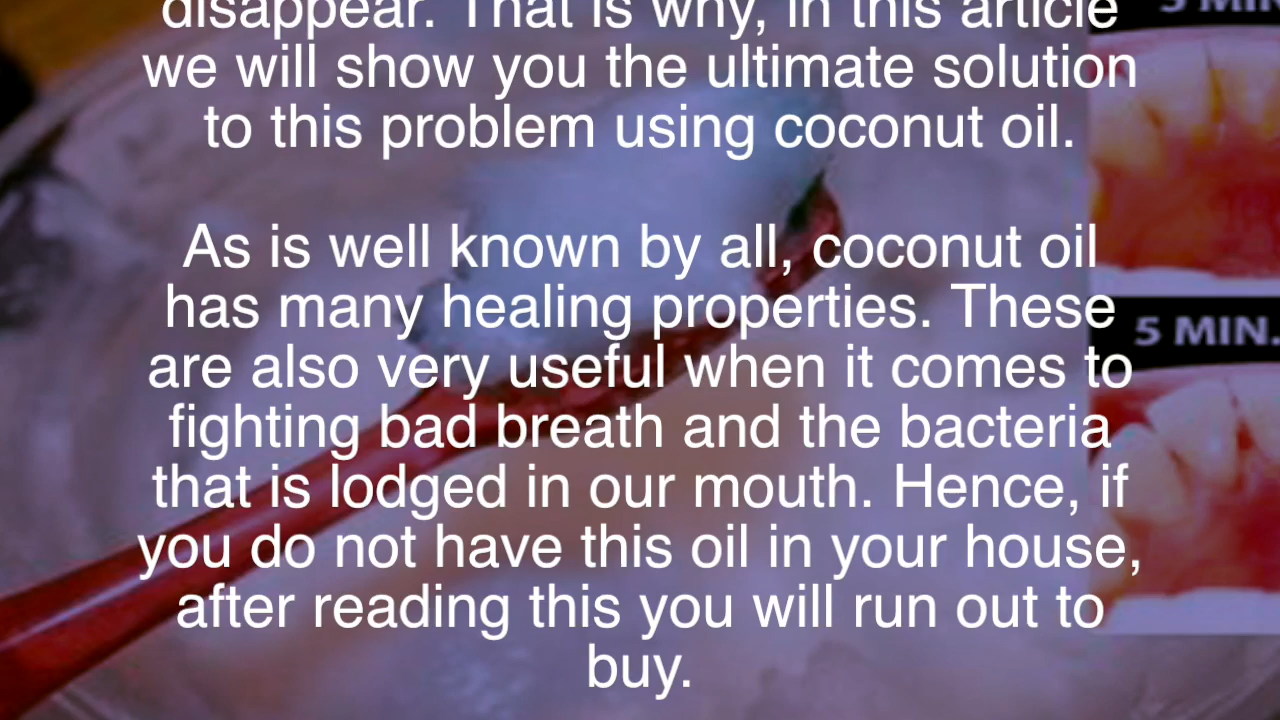 disappear. That is why, in this article
we will show you the ultimate solution
to this problem using coconut oil.
As is well known by all, coconut oil
has many healing properties. These
are also very useful when it comes to
fighting bad breath and the bacteria
that is lodged in our mouth. Hence, if
you do not have this oil in your house,
after reading this you will run out to
buy.
5 MIN
5 MIN.